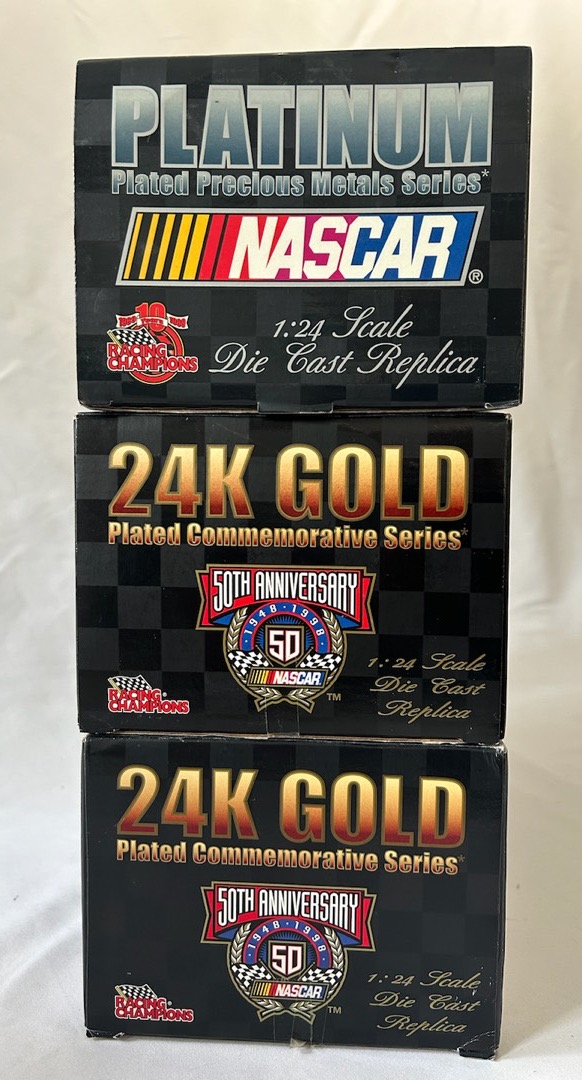 PLATINUM
Plated Precious Metals Series*
NASCAR®
10
RACING
CHAMPIONS
1:24 Scale
Die Cast Replica
24K GOLD
Plated Commemorative Series*
50TH ANNIVERSARY
1948 · 1998
50
NASCAR
TM
RACING
CHAMPIONS®
1:24 Scale
Die Cast
Replica
24K GOLD
Plated Commemorative Series*
50TH ANNIVERSARY
1948 · 1998
50
NASCAR
TM
RACING
CHAMPIONS®
1:24 Scale
Die Cast
Replica